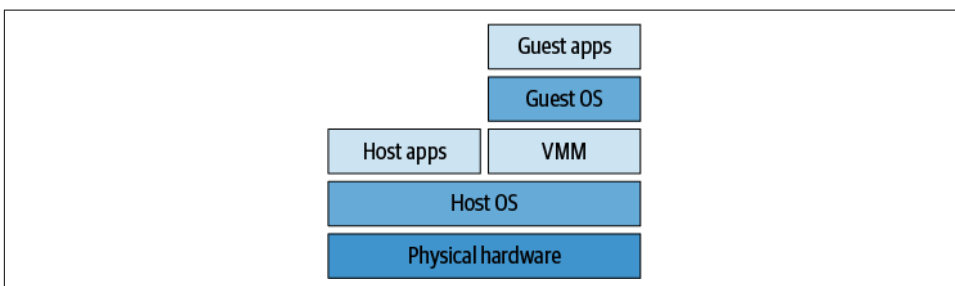 Guest apps
Guest OS
Host apps VMM
Host OS
Physical hardware